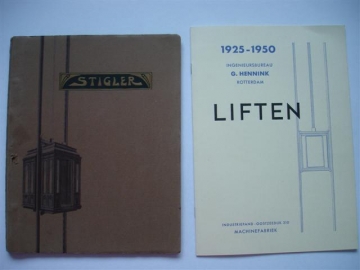 STIGLER
1925-1950
INGENIEURSBUREAU
G. HENNINK
ROTTERDAM
LIFTEN
MACHINEFABRIEK